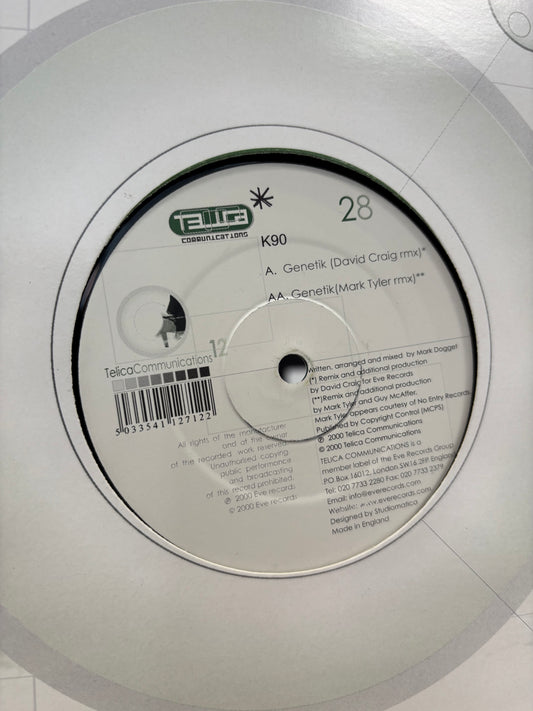 TELICA
COMMUNICATIONS
*
28
K90
A. Genetik (David Craig rmx)*
AA. Genetik(Mark Tyler rmx)**
12
TelicaCommunications
5 033541 127122
Written, arranged and mixed by Mark Dogget
(*) Remix and additional production
by David Craig for Eve Records
(**)Remix and additional production
by Mark Tyler and Guy McAffer.
Mark Tyler appears courtesy of No Entry Records
Published by Copyright Control (MCPS)
℗ 2000 Telica Communications
© 2000 Telica Communications
TELICA COMMUNICATIONS is a
member label of the Eve Records Group
PO Box 16012, London SW16 2FP, England
Tel: 020 7733 2280 Fax: 020 7733 2379
Email: info@everecords.com
Website: www.everecords.com
Designed by Studiomatica
Made in England
All rights of the manufacturer
and of the owner
of the recorded work reserved
Unauthorised copying
public performance
and broadcasting
of this record prohibited.
℗ 2000 Eve records
© 2000 Eve records